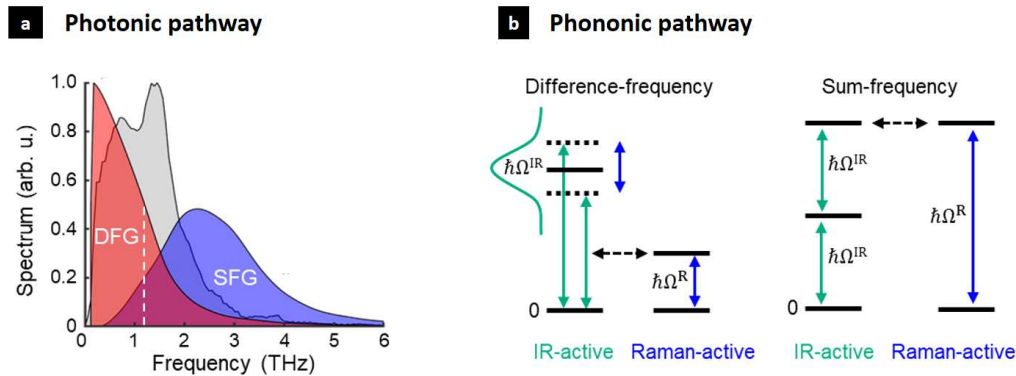 a Photonic pathway
Spectrum (arb. u.)
1.0
0.8
0.6
0.4
0.2
0
DFG
SFG
0 1 2 3 4 5 6
Frequency (THz)
b Phononic pathway
Difference-frequency
ℏΩ^IR
ℏΩ^R
0
IR-active Raman-active
Sum-frequency
ℏΩ^IR
ℏΩ^R
ℏΩ^IR
0
IR-active Raman-active